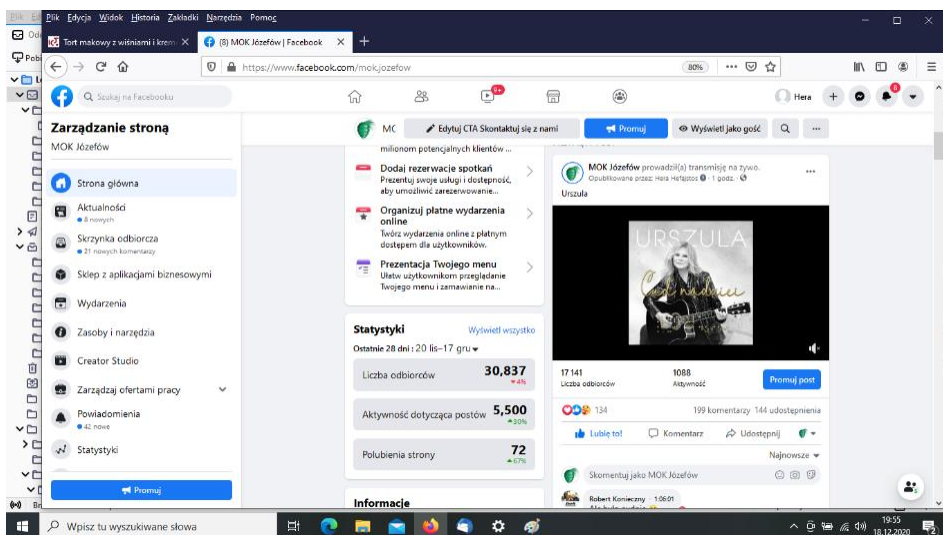 Plik Edycja Widok Historia Zakładki Narzędzia Pomoc
Tort makowy z wiśniami i krem
(8) MOK Józefów | Facebook
https://www.facebook.com/mok.jozefow
80%
Szukaj na Facebooku
9+
Hera
8
Zarządzanie stroną
MOK Józefów
Strona główna
Aktualności
8 nowych
Skrzynka odbiorcza
21 nowych komentarzy
Sklep z aplikacjami biznesowymi
Wydarzenia
Zasoby i narzędzia
Creator Studio
Zarządzaj ofertami pracy
Powiadomienia
42 nowe
Statystyki
Promuj
Edytuj CTA Skontaktuj się z nami
Promuj
Wyświetl jako gość
milionom potencjalnych klientów ...
Dodaj rezerwacje spotkań
Prezentuj swoje usługi i dostępność,
aby umożliwić zarezerwowanie...
Organizuj płatne wydarzenia
online
Twórz wydarzenia online z płatnym
dostępem dla użytkowników.
Prezentacja Twojego menu
Ułatw użytkownikom przeglądanie
Twojego menu i zamawianie na...
Statystyki
Wyświetl wszystko
Ostatnie 28 dni : 20 lis–17 gru
Liczba odbiorców 30,837
4%
Aktywność dotycząca postów 5,500
30%
Polubienia strony 72
67%
Informacje
MOK Józefów prowadził(a) transmisję na żywo.
Opublikowane przez: Hera Hefajstos · 1 godz. ·
Urszula
URSZULA
Cud nadziei
17 141
Liczba odbiorców
1088
Aktywność
Promuj post
134
199 komentarzy 144 udostępnienia
Lubię to!
Komentarz
Udostępnij
Najnowsze
Skomentuj jako MOK Józefów
Robert Konieczny · 1:06:01
Wpisz tu wyszukiwane słowa
19:55
18.12.2020